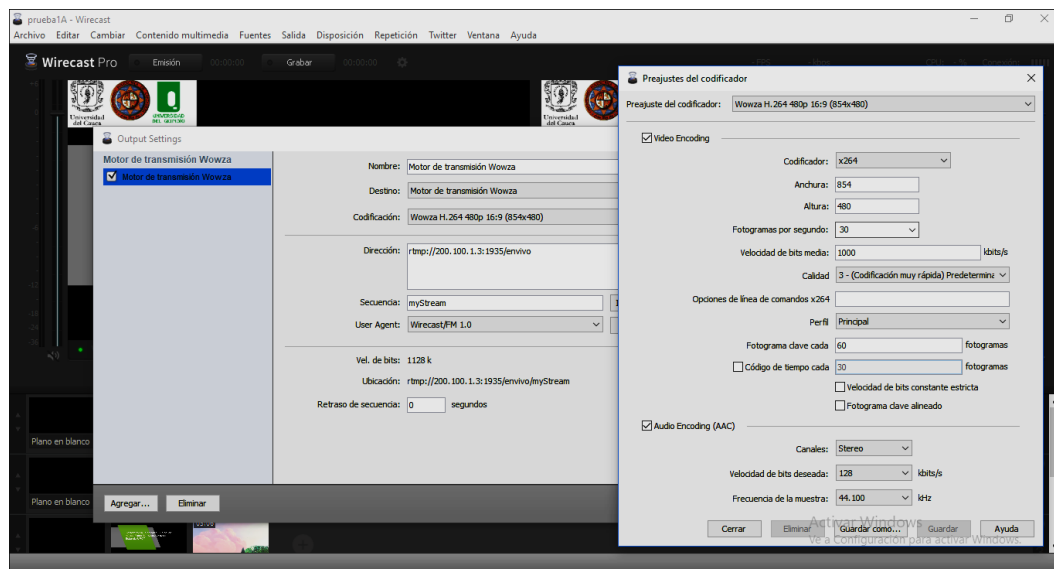 prueba1A - Wirecast
Archivo Editar Cambiar Contenido multimedia Fuentes Salida Disposición Repetición Twitter Ventana Ayuda
Wirecast Pro Emisión 00:00:00 Grabar 00:00:00
Universidad del Cauca
Universidad del Cauca
Output Settings
Motor de transmisión Wowza
Motor de transmisión Wowza
Nombre: Motor de transmisión Wowza
Destino: Motor de transmisión Wowza
Codificación: Wowza H.264 480p 16:9 (854x480)
Dirección: rtmp://200.100.1.3:1935/envivo
Secuencia: myStream
User Agent: Wirecast/FM 1.0
Vel. de bits: 1128 k
Ubicación: rtmp://200.100.1.3:1935/envivo/myStream
Retraso de secuencia: 0 segundos
Agregar... Eliminar
Plano en blanco
Plano en blanco
Preajustes del codificador
Preajuste del codificador: Wowza H.264 480p 16:9 (854x480)
Video Encoding
Codificador: x264
Anchura: 854
Altura: 480
Fotogramas por segundo: 30
Velocidad de bits media: 1000 kbits/s
Calidad 3 - (Codificación muy rápida) Predetermina
Opciones de línea de comandos x264
Perfil Principal
Fotograma clave cada 60 fotogramas
Código de tiempo cada 30 fotogramas
Velocidad de bits constante estricta
Fotograma clave alineado
Audio Encoding (AAC)
Canales: Stereo
Velocidad de bits deseada: 128 kbits/s
Frecuencia de la muestra: 44.100 kHz
Cerrar Eliminar Guardar como... Guardar Ayuda
Activar Windows
Ve a Configuración para activar Windows.